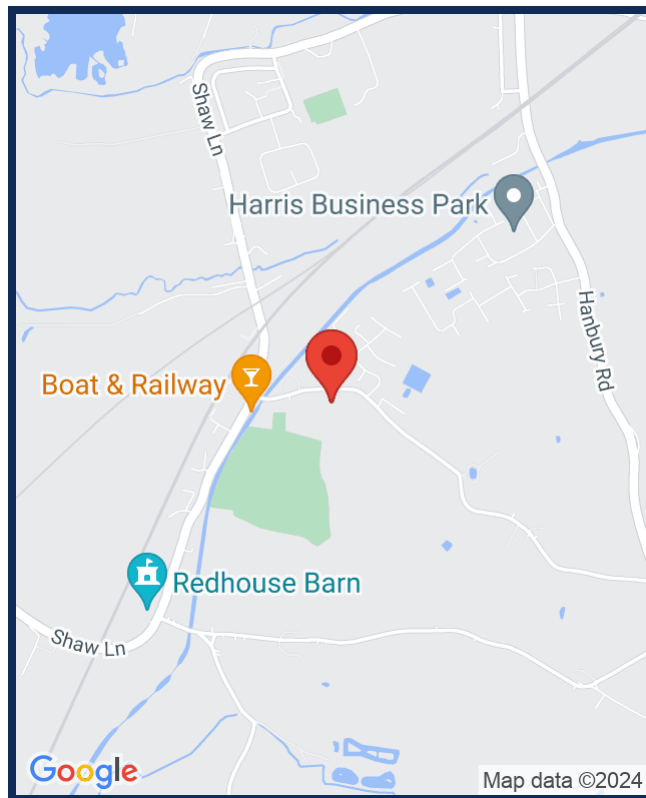 Shaw Ln
Harris Business Park
Hanbury Rd
Boat & Railway
Redhouse Barn
Shaw Ln
Google
Map data ©2024